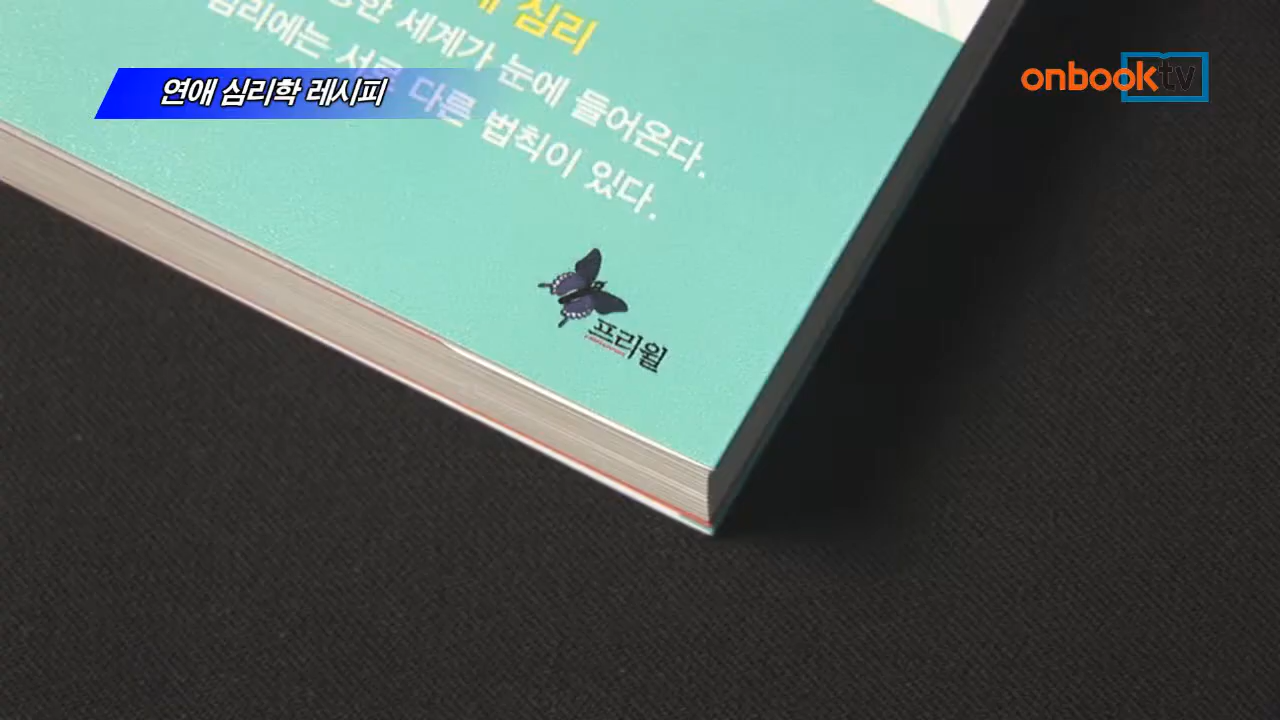 심리
세계가 눈에 들어온다.
심리에는 서로 다른 법칙이 있다.
연애 심리학 레시피
onbooktv
프리윌